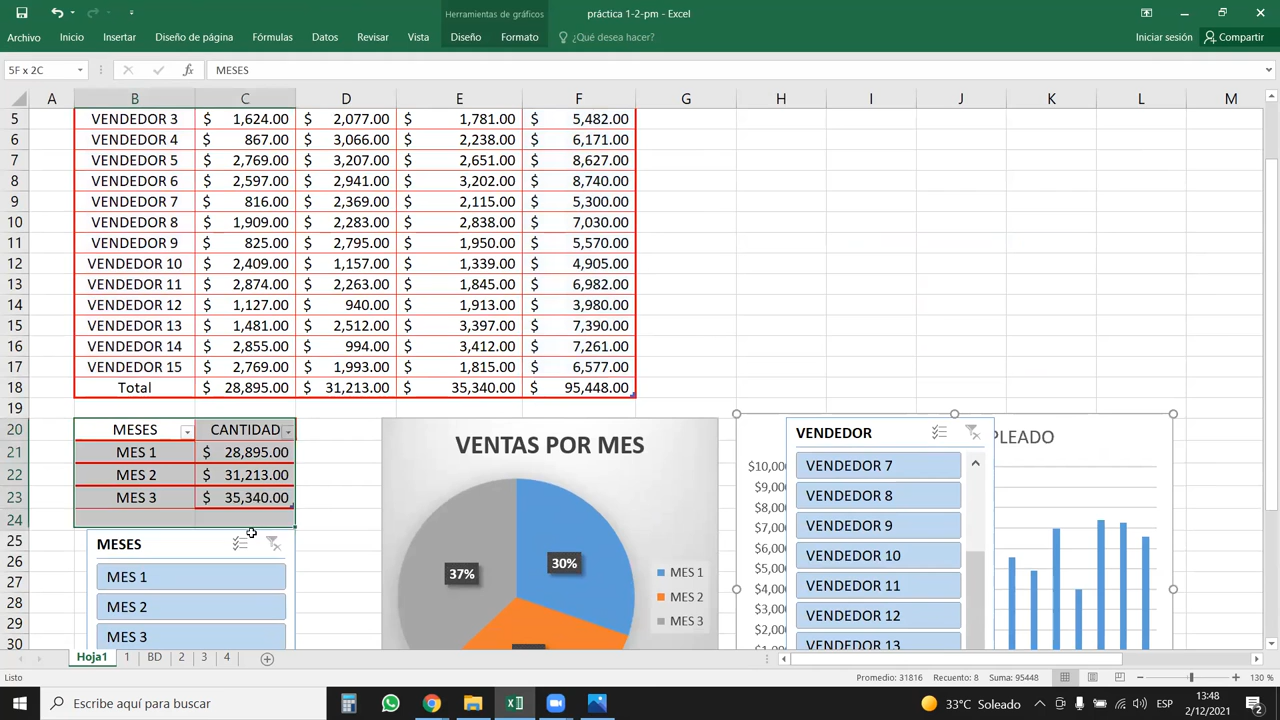 Herramientas de gráficos
práctica 1-2-pm - Excel
Archivo Inicio Insertar Diseño de página Fórmulas Datos Revisar Vista Diseño Formato ¿Qué desea hacer? Iniciar sesión Compartir
5F x 2C fx MESES
A B C D E F G H I J K L M
5 VENDEDOR 3 $ 1,624.00 $ 2,077.00 $ 1,781.00 $ 5,482.00
6 VENDEDOR 4 $ 867.00 $ 3,066.00 $ 2,238.00 $ 6,171.00
7 VENDEDOR 5 $ 2,769.00 $ 3,207.00 $ 2,651.00 $ 8,627.00
8 VENDEDOR 6 $ 2,597.00 $ 2,941.00 $ 3,202.00 $ 8,740.00
9 VENDEDOR 7 $ 816.00 $ 2,369.00 $ 2,115.00 $ 5,300.00
10 VENDEDOR 8 $ 1,909.00 $ 2,283.00 $ 2,838.00 $ 7,030.00
11 VENDEDOR 9 $ 825.00 $ 2,795.00 $ 1,950.00 $ 5,570.00
12 VENDEDOR 10 $ 2,409.00 $ 1,157.00 $ 1,339.00 $ 4,905.00
13 VENDEDOR 11 $ 2,874.00 $ 2,263.00 $ 1,845.00 $ 6,982.00
14 VENDEDOR 12 $ 1,127.00 $ 940.00 $ 1,913.00 $ 3,980.00
15 VENDEDOR 13 $ 1,481.00 $ 2,512.00 $ 3,397.00 $ 7,390.00
16 VENDEDOR 14 $ 2,855.00 $ 994.00 $ 3,412.00 $ 7,261.00
17 VENDEDOR 15 $ 2,769.00 $ 1,993.00 $ 1,815.00 $ 6,577.00
18 Total $ 28,895.00 $ 31,213.00 $ 35,340.00 $ 95,448.00
19
20 MESES CANTIDAD
21 MES 1 $ 28,895.00
22 MES 2 $ 31,213.00
23 MES 3 $ 35,340.00
24
25 MESES
26
27 MES 1
28 MES 2
29
30 MES 3
VENTAS POR MES
37%
30%
MES 1
MES 2
MES 3
VENDEDOR
VENDEDOR 7
VENDEDOR 8
VENDEDOR 9
VENDEDOR 10
VENDEDOR 11
VENDEDOR 12
VENDEDOR 13
PLEADO
$10,00
$9,00
$8,00
$7,00
$6,00
$5,00
$4,00
$3,00
$2,00
$1,00
Hoja1 1 BD 2 3 4
Listo Promedio: 31816 Recuento: 8 Suma: 95448 130 %
Escribe aquí para buscar 33°C Soleado ESP 13:48
2/12/2021 2